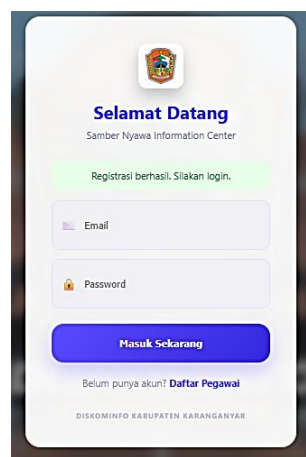 Selamat Datang
Samber Nyawa Information Center
Registrasi berhasil. Silakan login.
Email
Password
Masuk Sekarang
Belum punya akun? Daftar Pegawai
DISKOMINFO KABUPATEN KARANGANYAR